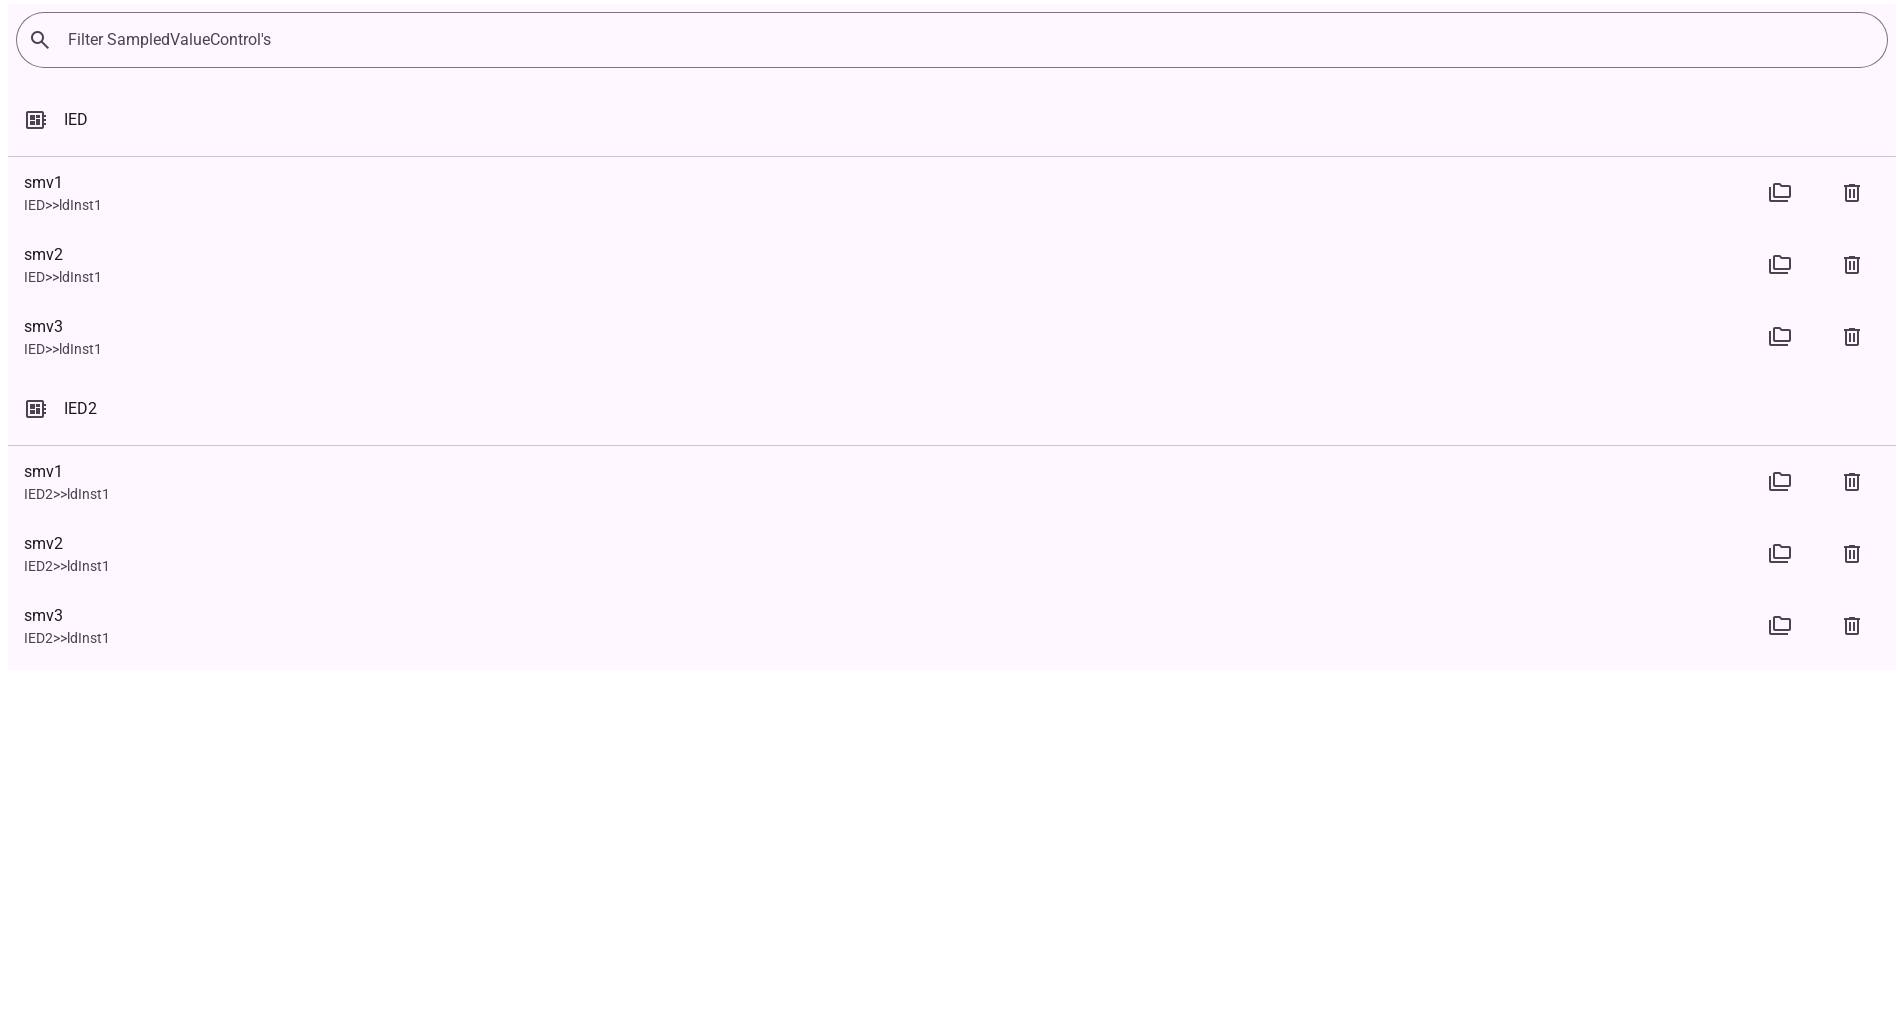 Filter SampledValueControl's
IED
smv1
IED>>ldInst1
smv2
IED>>ldInst1
smv3
IED>>ldInst1
IED2
smv1
IED2>>ldInst1
smv2
IED2>>ldInst1
smv3
IED2>>ldInst1